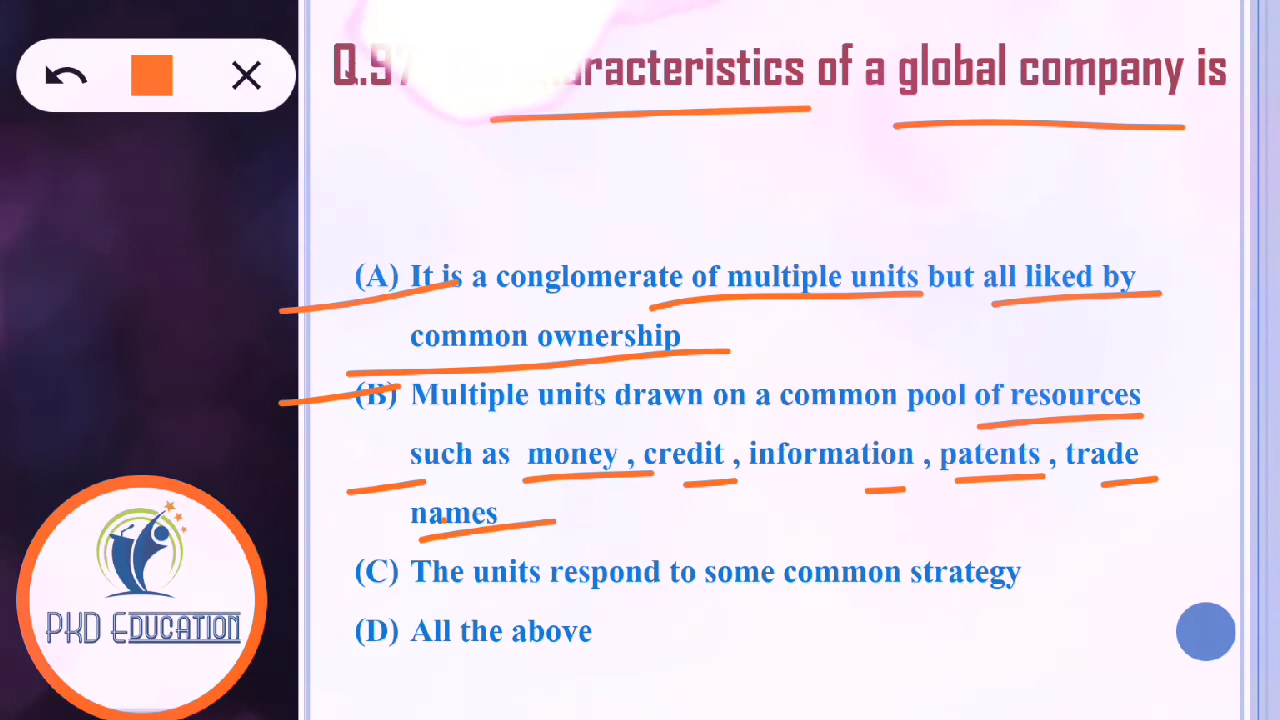 characteristics of a global company is
(A) It is a conglomerate of multiple units but all liked by
common ownership
(B) Multiple units drawn on a common pool of resources
such as money , credit , information , patents , trade
names
(C) The units respond to some common strategy
(D) All the above
PKD EDUCATION